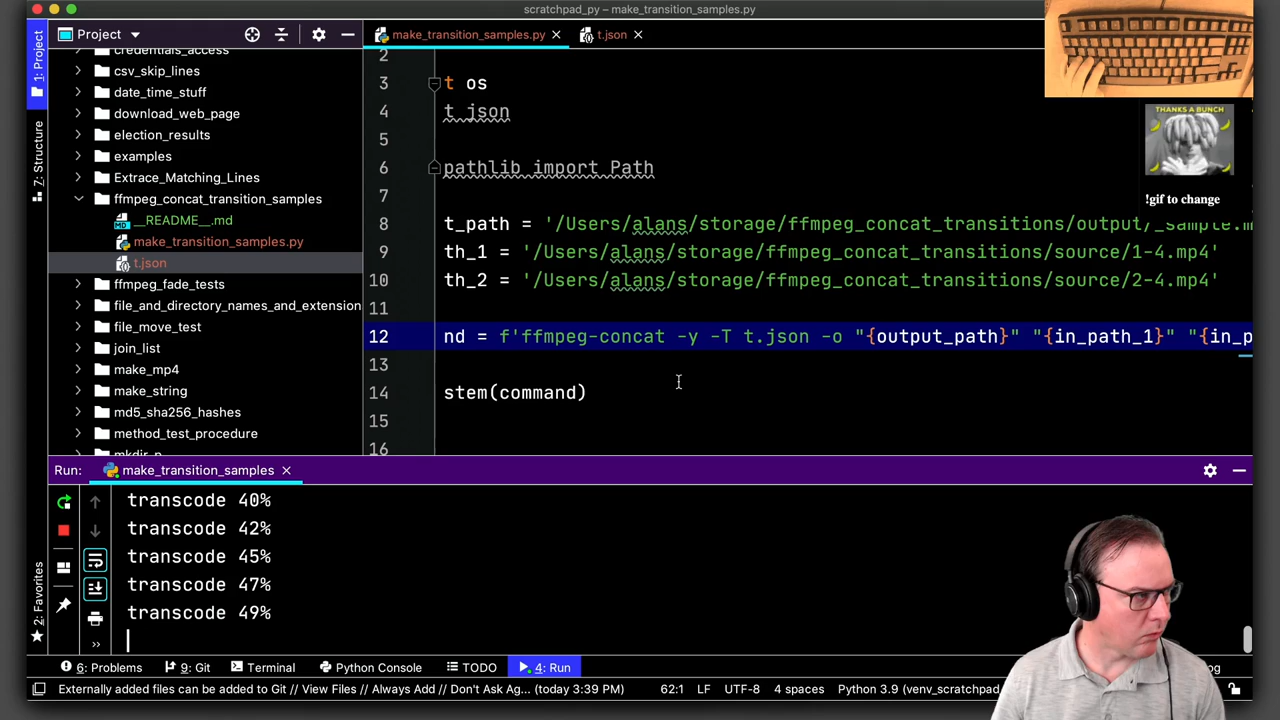 scratchpad_py – make_transition_samples.py
1: Project
Project
make_transition_samples.py
t.json
credentials_access
csv_skip_lines
date_time_stuff
download_web_page
election_results
examples
Extrace_Matching_Lines
ffmpeg_concat_transition_samples
__README__.md
make_transition_samples.py
t.json
ffmpeg_fade_tests
file_and_directory_names_and_extension
file_move_test
join_list
make_mp4
make_string
md5_sha256_hashes
method_test_procedure
mkdir_p
7: Structure
2: Favorites
2
3 t os
4 t json
5
6 pathlib import Path
7
8 t_path = '/Users/alans/storage/ffmpeg_concat_transitions/output/_sample.m
9 th_1 = '/Users/alans/storage/ffmpeg_concat_transitions/source/1-4.mp4'
10 th_2 = '/Users/alans/storage/ffmpeg_concat_transitions/source/2-4.mp4'
11
12 nd = f'ffmpeg-concat -y -T t.json -o "{output_path}" "{in_path_1}" "{in_p
13
14 stem(command)
15
16
THANKS A BUNCH
!gif to change
Run: make_transition_samples
transcode 40%
transcode 42%
transcode 45%
transcode 47%
transcode 49%
6: Problems 9: Git Terminal Python Console TODO 4: Run og
Externally added files can be added to Git // View Files // Always Add // Don't Ask Ag... (today 3:39 PM) 62:1 LF UTF-8 4 spaces Python 3.9 (venv_scratchpad